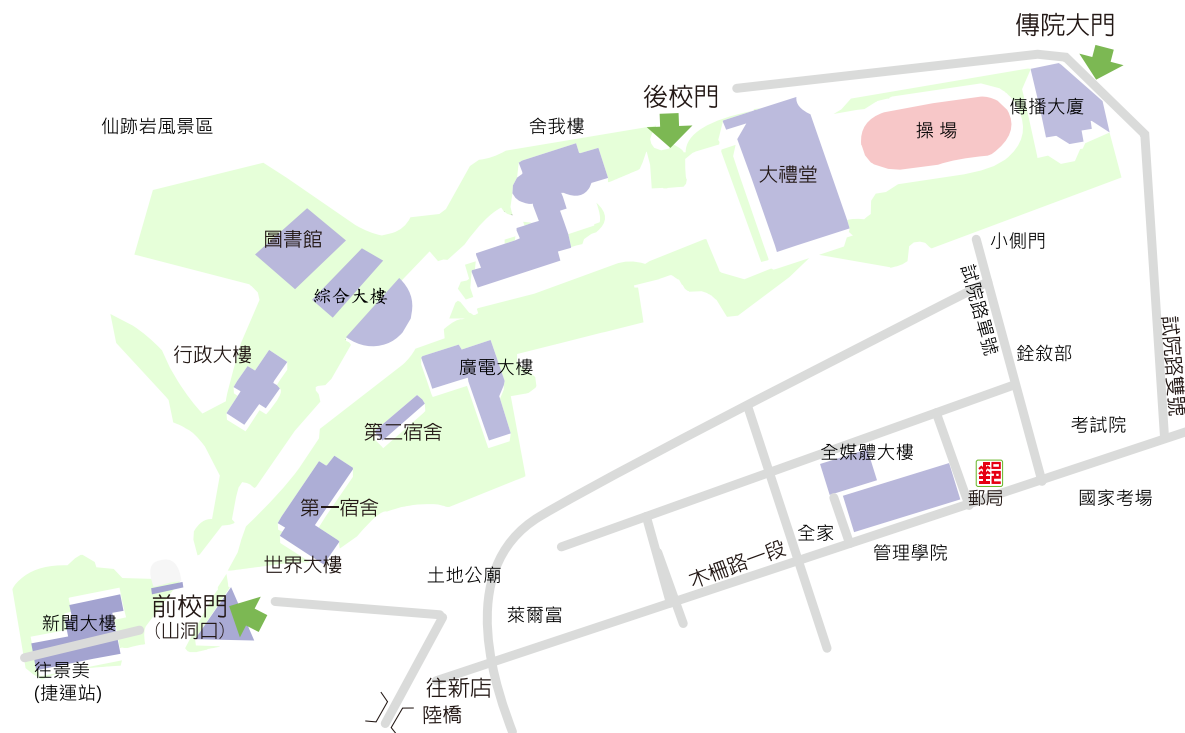 傳院大門
後校門
傳播大廈
仙跡岩風景區
舍我樓
操場
大禮堂
圖書館
小側門
綜合大樓
試院路單號
試院路雙號
行政大樓
廣電大樓
銓敘部
第二宿舍
考試院
全媒體大樓
郵
郵局
國家考場
第一宿舍
全家
管理學院
世界大樓
木柵路一段
土地公廟
前校門
(山洞口)
萊爾富
新聞大樓
往景美
(捷運站)
往新店
陸橋